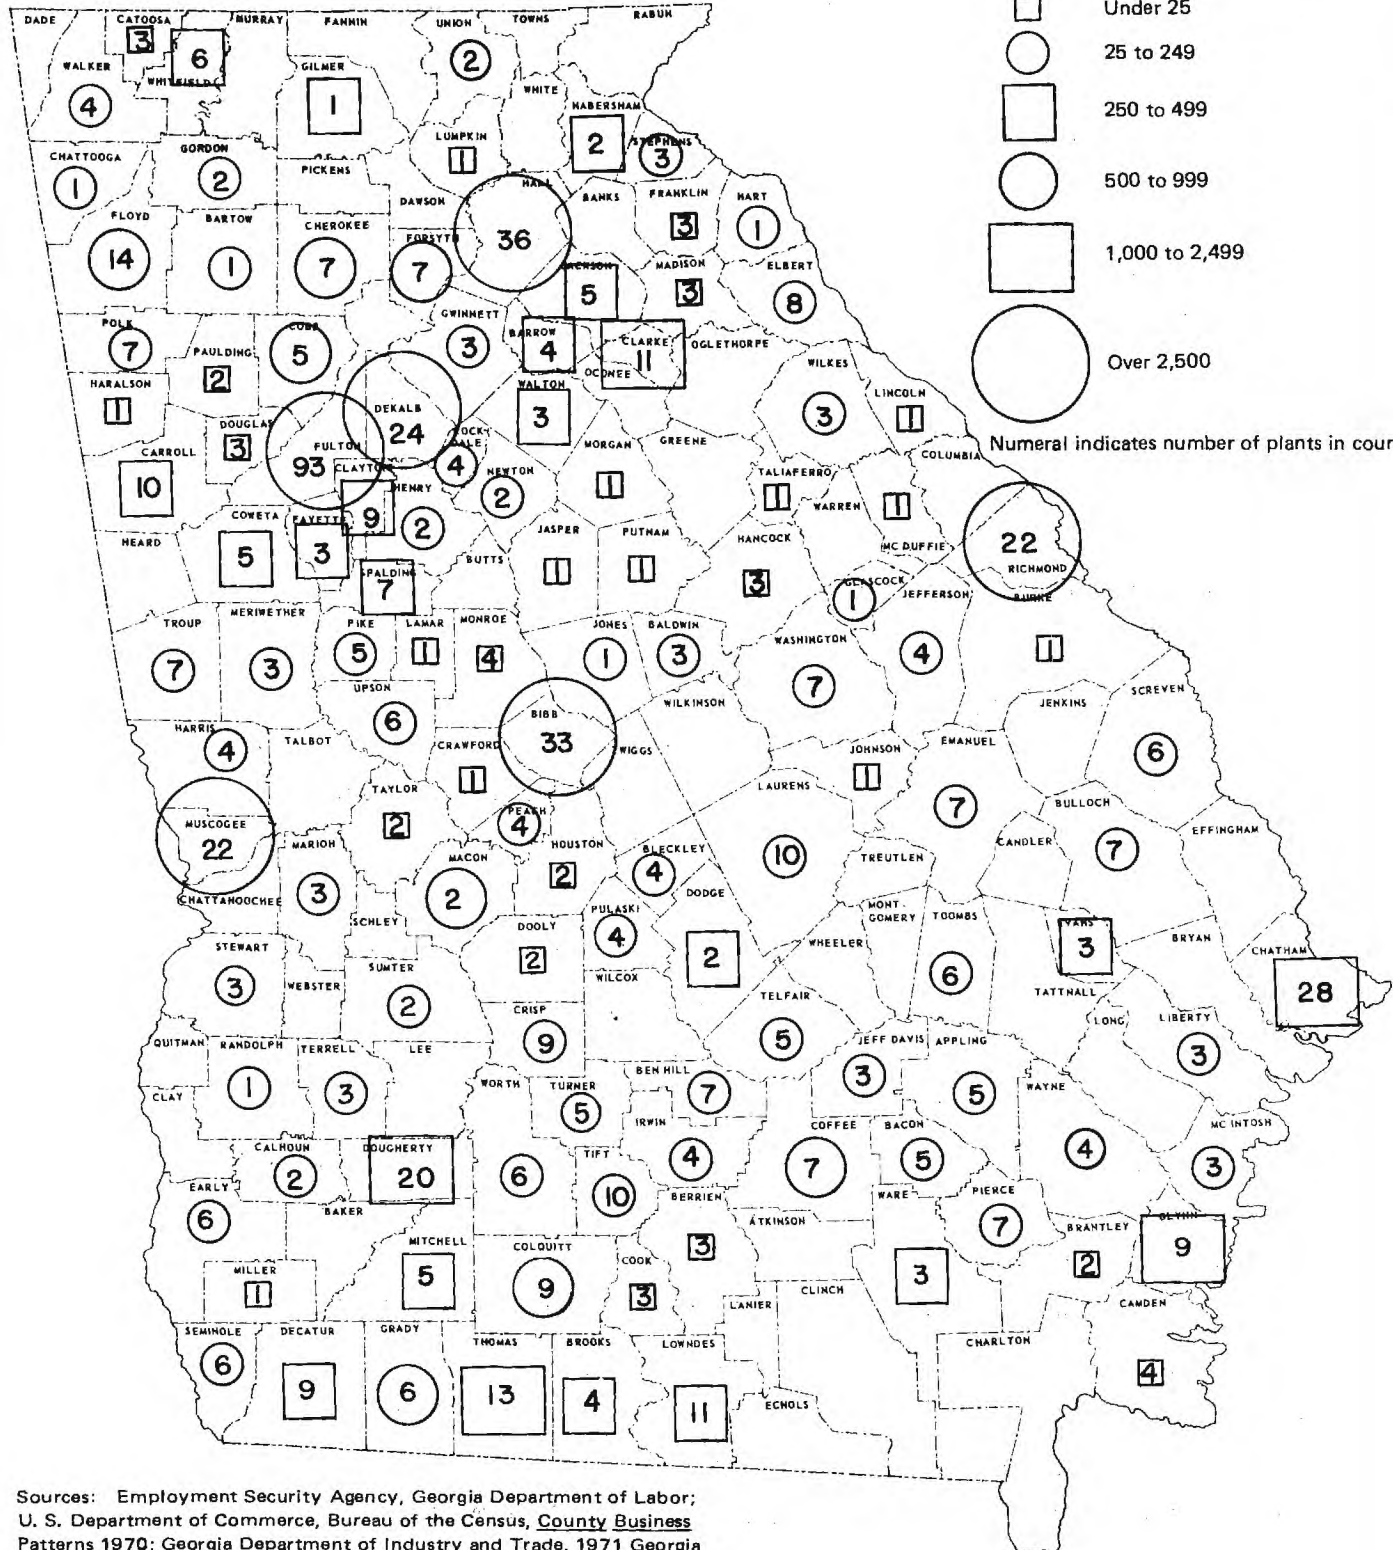 DADE CATOOSA MURRAY FANNIN UNION TOWNS RABUN Under 25
3
6 2 25 to 249
WALKER WHITFIELD GILMER
4 1 WHITE HABERSHAM 250 to 499
LUMPKIN 2 STEPHENS
CHATTOOGA GORDON 1 3
1 2 PICKENS HALL BANKS FRANKLIN HART 500 to 999
FLOYD BARTOW CHEROKEE DAWSON 36 3 1
14 1 7 FORSYTH 7 JACKSON MADISON ELBERT 1,000 to 2,499
5 3 8
POLK COBB GWINNETT BARROW CLARKE OGLETHORPE
7 PAULDING 5 3 4 11 WILKES Over 2,500
HARALSON 2 OCONEE
1 DEKALB WALTON LINCOLN
DOUGLAS 24 3 3 1
CARROLL 3 FULTON ROCKDALE MORGAN GREENE COLUMBIA Numeral indicates number of plants in cour
10 93 CLAYTON 4 NEWTON 1 TALIAFERRO
HENRY 2 1 WARREN 1
COWETA FAYETTE 9 2 JASPER PUTNAM HANCOCK MC DUFFIE 22
HEARD 5 3 BUTTS 1 1 3 RICHMOND
SPALDING GLASCOCK JEFFERSON BURKE
7 1
TROUP MERIWETHER PIKE LAMAR MONROE JONES BALDWIN WASHINGTON
7 3 5 1 4 1 3 7 4 1
UPSON WILKINSON JENKINS SCREVEN
HARRIS 6 BIBB
4 TALBOT CRAWFORD 33 WIGGS JOHNSON EMANUEL 6
TAYLOR 1 LAURENS 1
MUSCOGEE 2 PEACH 7 BULLOCH
22 MARION MACON 4 HOUSTON BLECKLEY 10 TREUTLEN CANDLER 7 EFFINGHAM
CHATTAHOOCHEE 3 2 2 4 DODGE
SCHLEY PULASKI MONT-
GOMERY TOOMBS EVANS
STEWART DOOLY 4 2 WHEELER 3 BRYAN CHATHAM
3 WEBSTER SUMTER 2 WILCOX 6 TATTNALL 28
2 CRISP TELFAIR LONG LIBERTY
QUITMAN RANDOLPH TERRELL LEE 9 5 JEFF DAVIS APPLING 3
CLAY 1 3 WORTH TURNER BEN HILL 7 3 5 WAYNE
5 IRWIN MC INTOSH
CALHOUN DOUGHERTY TIFT COFFEE BACON
2 20 6 10 4 7 5 4 3
EARLY BAKER BERRIEN WARE PIERCE
6 ATKINSON 7 BRANTLEY GLYNN
MITCHELL COLQUITT COOK 3 2 9
MILLER 5 9 3 3
1 LANIER CLINCH CAMDEN
SEMINOLE DECATUR GRADY THOMAS BROOKS LOWNDES CHARLTON
6 9 6 13 4 11 ECHOLS 4
Sources: Employment Security Agency, Georgia Department of Labor;
U. S. Department of Commerce, Bureau of the Census, County Business
Patterns 1970; Georgia Department of Industry and Trade, 1971 Georgia